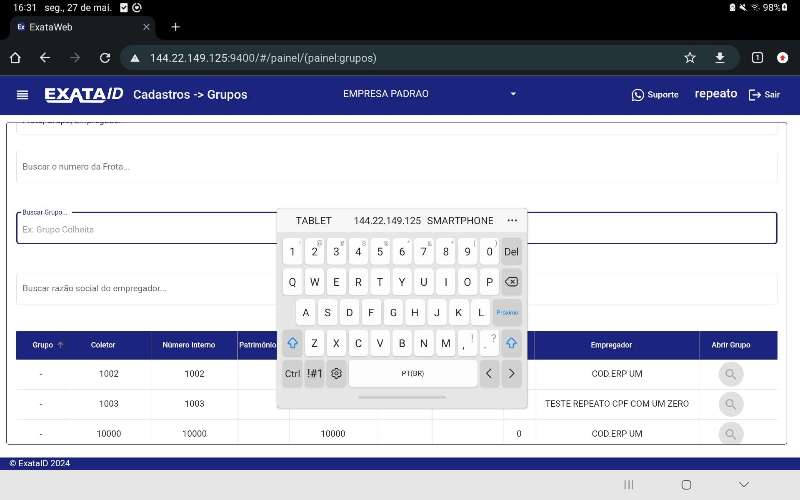 16:31 seg., 27 de mai. 98%
Ex ExataWeb
144.22.149.125:9400/#/painel/(painel:grupos) 1
EXATAID Cadastros -> Grupos EMPRESA PADRAO Suporte repeato Sair
Buscar o numero da Frota...
Buscar Grupo...
Ex: Grupo Colheita
TABLET 144.22.149.125 SMARTPHONE ...
1 2 3 4 5 6 7 8 9 0 Del
Q W E R T Y U I O P
Buscar razão social do empregador...
A S D F G H J K L Próximo
Z X C V B N M , ! . ?
Ctrl !#1 PT(BR) < >
Grupo Coletor Número Interno Patrimônio Empregador Abrir Grupo
- 1002 1002 COD.ERP UM
- 1003 1003 TESTE REPEATO CPF COM UM ZERO
- 10000 10000 10000 0 COD.ERP UM
© ExataID 2024